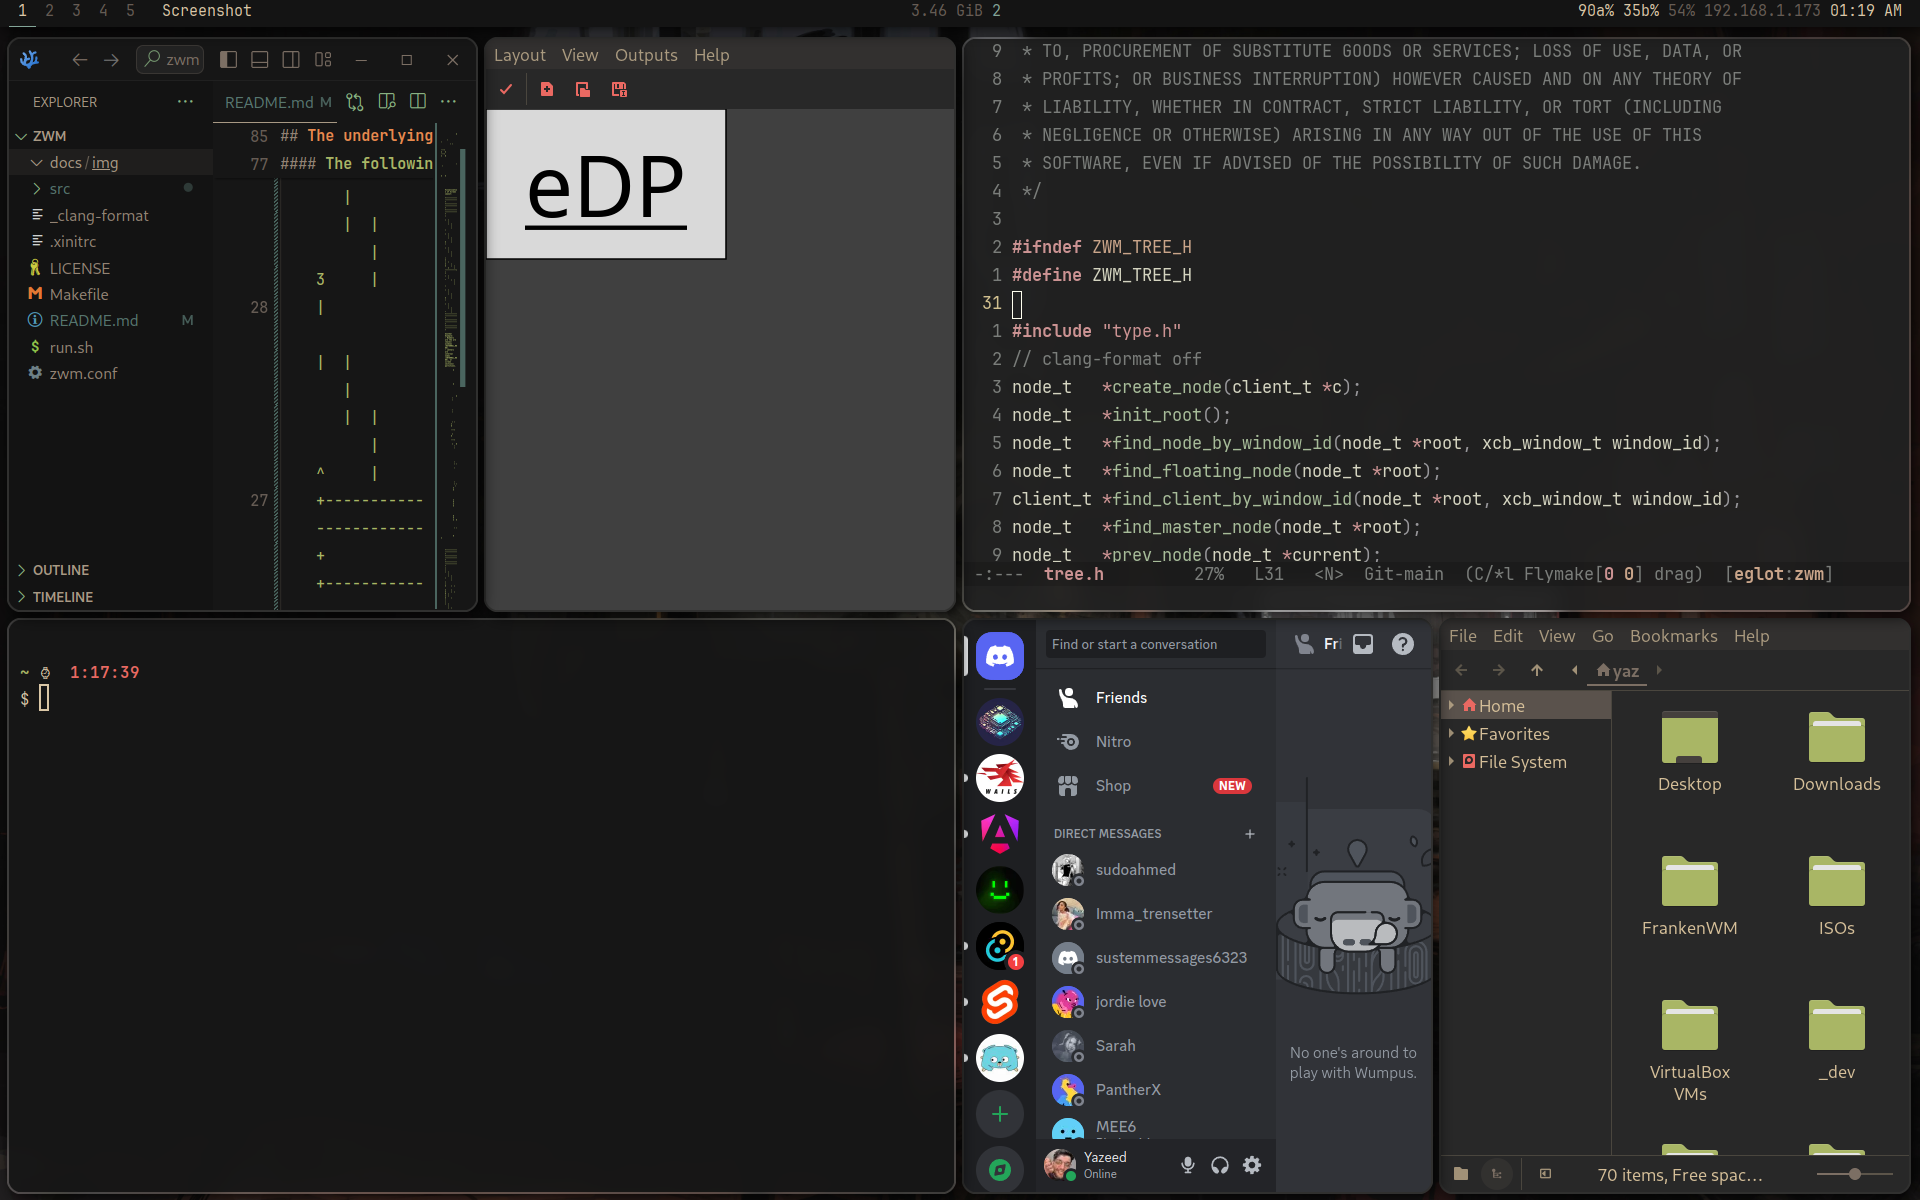 1 2 3 4 5 Screenshot
3.46 GiB 2
90a% 35b% 54% 192.168.1.173 01:19 AM
zwm
EXPLORER
ZWM
docs/img
src
_clang-format
.xinitrc
LICENSE
Makefile
README.md M
run.sh
zwm.conf
OUTLINE
TIMELINE
README.md M
85 ## The underlying
77 #### The followin
|
| |
|
3 |
28 |
| |
|
| |
|
^ |
27 +-----------
------------
+
+-----------
Layout View Outputs Help
eDP
9 * TO, PROCUREMENT OF SUBSTITUTE GOODS OR SERVICES; LOSS OF USE, DATA, OR
8 * PROFITS; OR BUSINESS INTERRUPTION) HOWEVER CAUSED AND ON ANY THEORY OF
7 * LIABILITY, WHETHER IN CONTRACT, STRICT LIABILITY, OR TORT (INCLUDING
6 * NEGLIGENCE OR OTHERWISE) ARISING IN ANY WAY OUT OF THE USE OF THIS
5 * SOFTWARE, EVEN IF ADVISED OF THE POSSIBILITY OF SUCH DAMAGE.
4 */
3
2 #ifndef ZWM_TREE_H
1 #define ZWM_TREE_H
31
1 #include "type.h"
2 // clang-format off
3 node_t *create_node(client_t *c);
4 node_t *init_root();
5 node_t *find_node_by_window_id(node_t *root, xcb_window_t window_id);
6 node_t *find_floating_node(node_t *root);
7 client_t *find_client_by_window_id(node_t *root, xcb_window_t window_id);
8 node_t *find_master_node(node_t *root);
9 node_t *prev_node(node_t *current);
-:--- tree.h 27% L31 <N> Git-main (C/*l Flymake[0 0] drag) [eglot:zwm]
~ 1:17:39
$
Find or start a conversation
Fri
Friends
Nitro
Shop NEW
DIRECT MESSAGES +
sudoahmed
Imma_trensetter
sustemmessages6323
jordie love
Sarah
PantherX
MEE6
Yazeed
Online
WAILS
1
No one's around to
play with Wumpus.
File Edit View Go Bookmarks Help
yaz
Home
Favorites
File System
Desktop
Downloads
FrankenWM
ISOs
VirtualBox
VMs
_dev
70 items, Free spac...